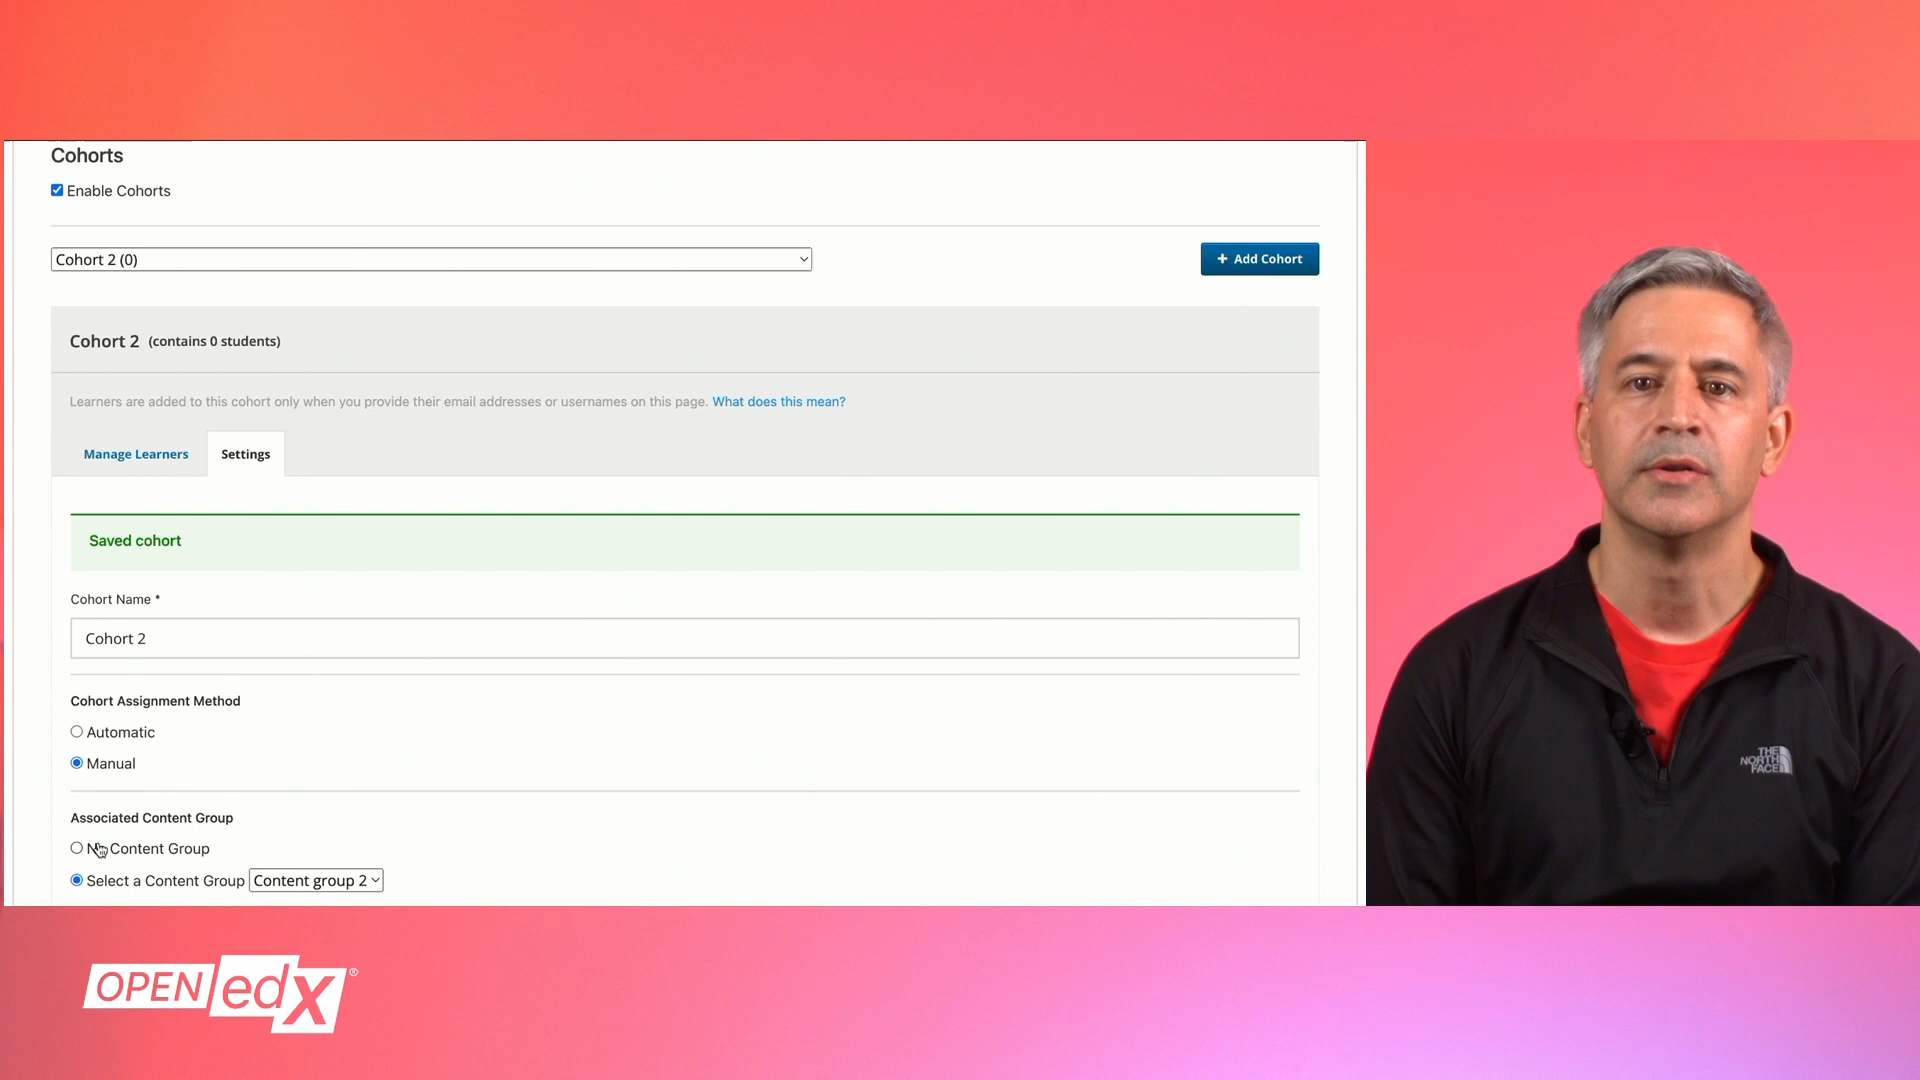 Cohorts
Enable Cohorts
Cohort 2 (0)
+ Add Cohort
Cohort 2 (contains 0 students)
Learners are added to this cohort only when you provide their email addresses or usernames on this page. What does this mean?
Manage Learners
Settings
Saved cohort
Cohort Name *
Cohort 2
Cohort Assignment Method
Automatic
Manual
Associated Content Group
Content Group
Select a Content Group Content group 2
THE NORTH FACE
OPEN edX®